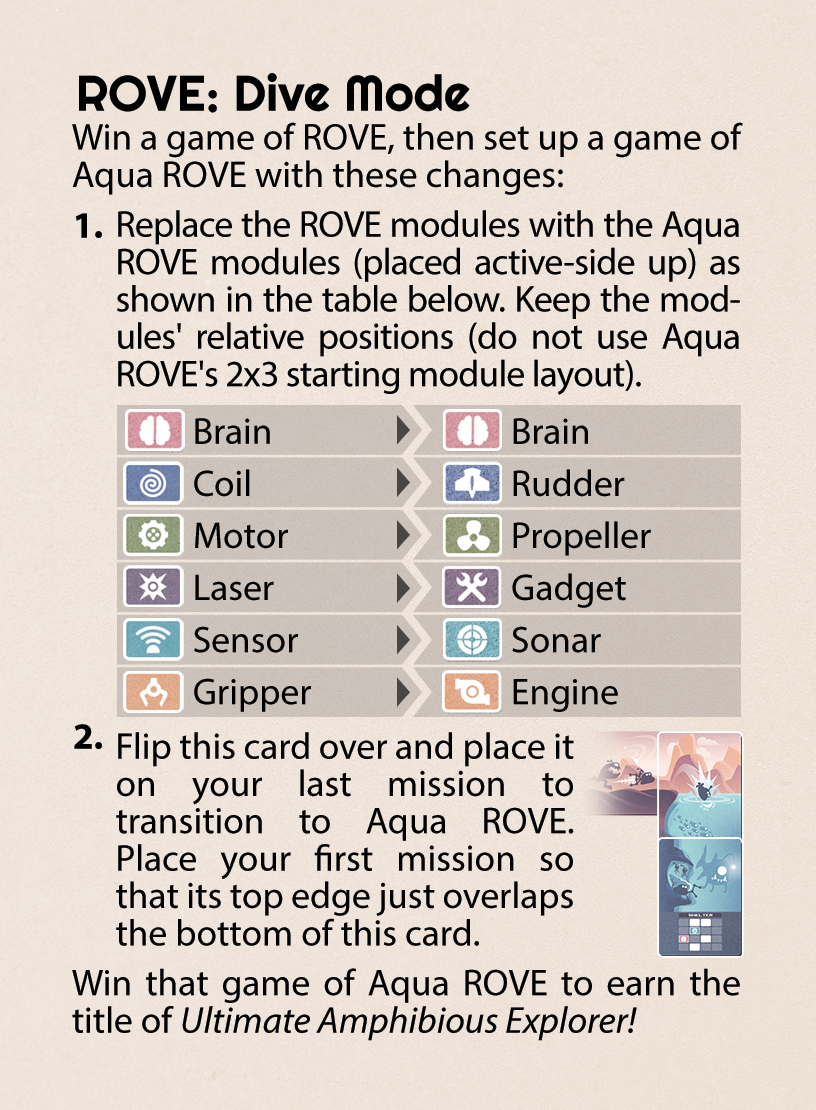 ROVE: Dive Mode
Win a game of ROVE, then set up a game of
Aqua ROVE with these changes:
1. Replace the ROVE modules with the Aqua
ROVE modules (placed active-side up) as
shown in the table below. Keep the mod-
ules' relative positions (do not use Aqua
ROVE's 2x3 starting module layout).
Brain Brain
Coil Rudder
Motor Propeller
Laser Gadget
Sensor Sonar
Gripper Engine
2. Flip this card over and place it
on your last mission to
transition to Aqua ROVE.
Place your first mission so
that its top edge just overlaps
the bottom of this card.
SHELTER
Win that game of Aqua ROVE to earn the
title of Ultimate Amphibious Explorer!